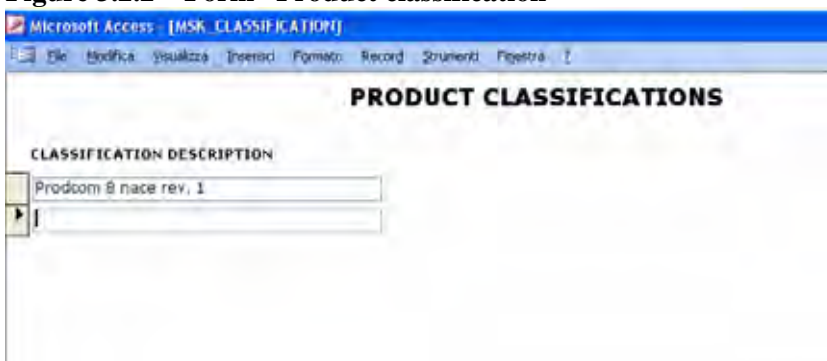 Figure 3.2.2 – Form "Product classification"
Microsoft Access - [MSK_CLASSIFICATION]
File Modifica Visualizza Inserisci Formato Record Strumenti Finestra ?
PRODUCT CLASSIFICATIONS
CLASSIFICATION DESCRIPTION
Prodcom 8 nace rev. 1